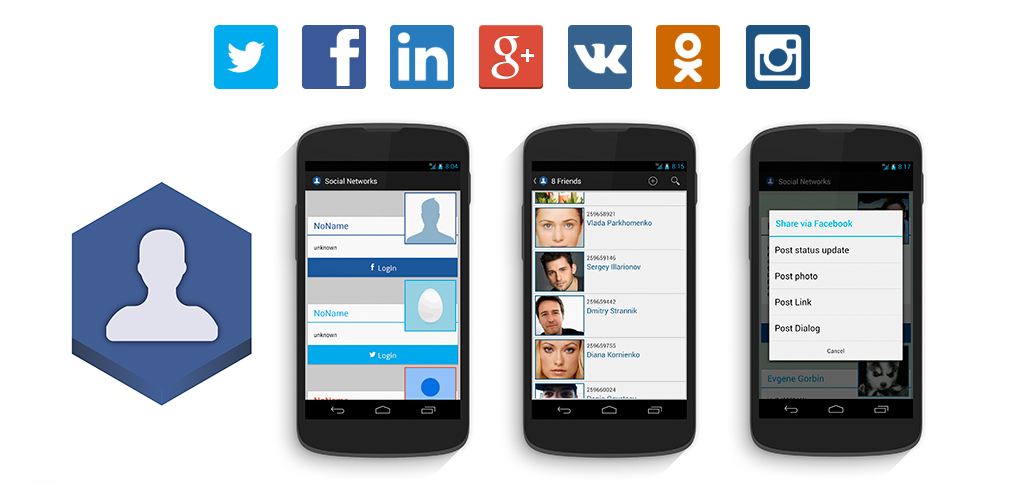 f
in
g+
8:04
Social Networks
NoName
unknown
f Login
NoName
unknown
Login
NoName
8:15
8 Friends
259658921
Vlada Parkhomenko
259659146
Sergey Illarionov
259659442
Dmitry Strannik
259659755
Diana Kornienko
259660024
8:17
Social Networks
Share via Facebook
Post status update
Post photo
Post Link
Post Dialog
Cancel
Evgene Gorbin